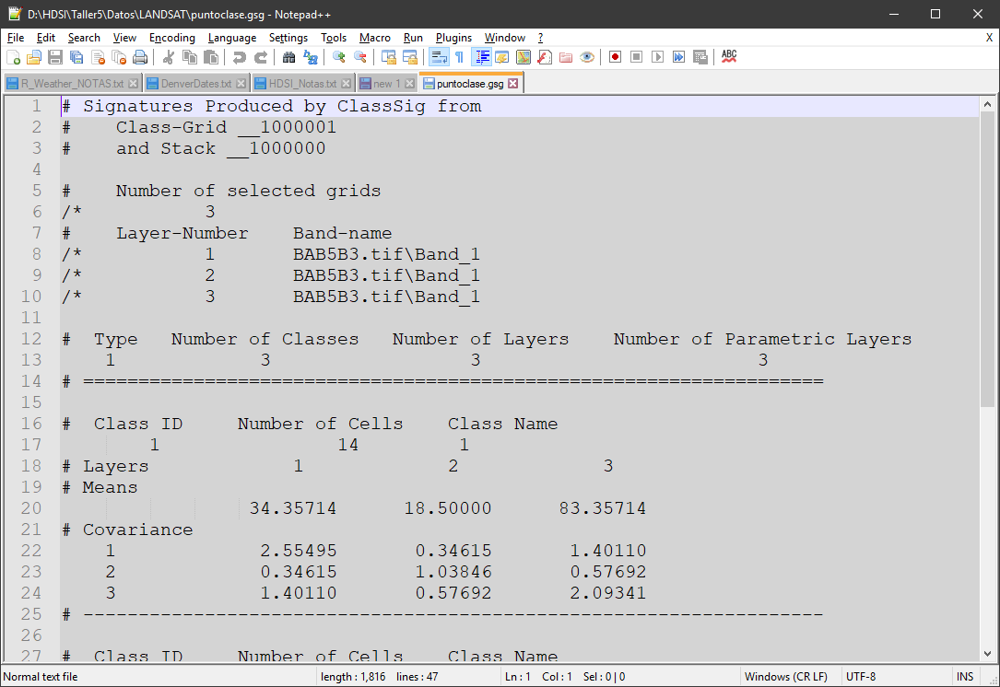 D:\HDSI\Taller5\Datos\LANDSAT\puntoclase.gsg - Notepad++
File Edit Search View Encoding Language Settings Tools Macro Run Plugins Window ? X
ABC
R_Weather_NOTAS.txt DenverDates.txt HDSI_Notas.txt new 1 puntoclase.gsg
1 # Signatures Produced by ClassSig from
2 # Class-Grid __1000001
3 # and Stack __1000000
4
5 # Number of selected grids
6 /* 3
7 # Layer-Number Band-name
8 /* 1 BAB5B3.tif\Band_1
9 /* 2 BAB5B3.tif\Band_1
10 /* 3 BAB5B3.tif\Band_1
11
12 # Type Number of Classes Number of Layers Number of Parametric Layers
13 1 3 3 3
14 # ===================================================================
15
16 # Class ID Number of Cells Class Name
17 1 14 1
18 # Layers 1 2 3
19 # Means
20 34.35714 18.50000 83.35714
21 # Covariance
22 1 2.55495 0.34615 1.40110
23 2 0.34615 1.03846 0.57692
24 3 1.40110 0.57692 2.09341
25 # -------------------------------------------------------------------
26
27 # Class ID Number of Cells Class Name
Normal text file length : 1,816 lines : 47 Ln : 1 Col : 1 Sel : 0 | 0 Windows (CR LF) UTF-8 INS